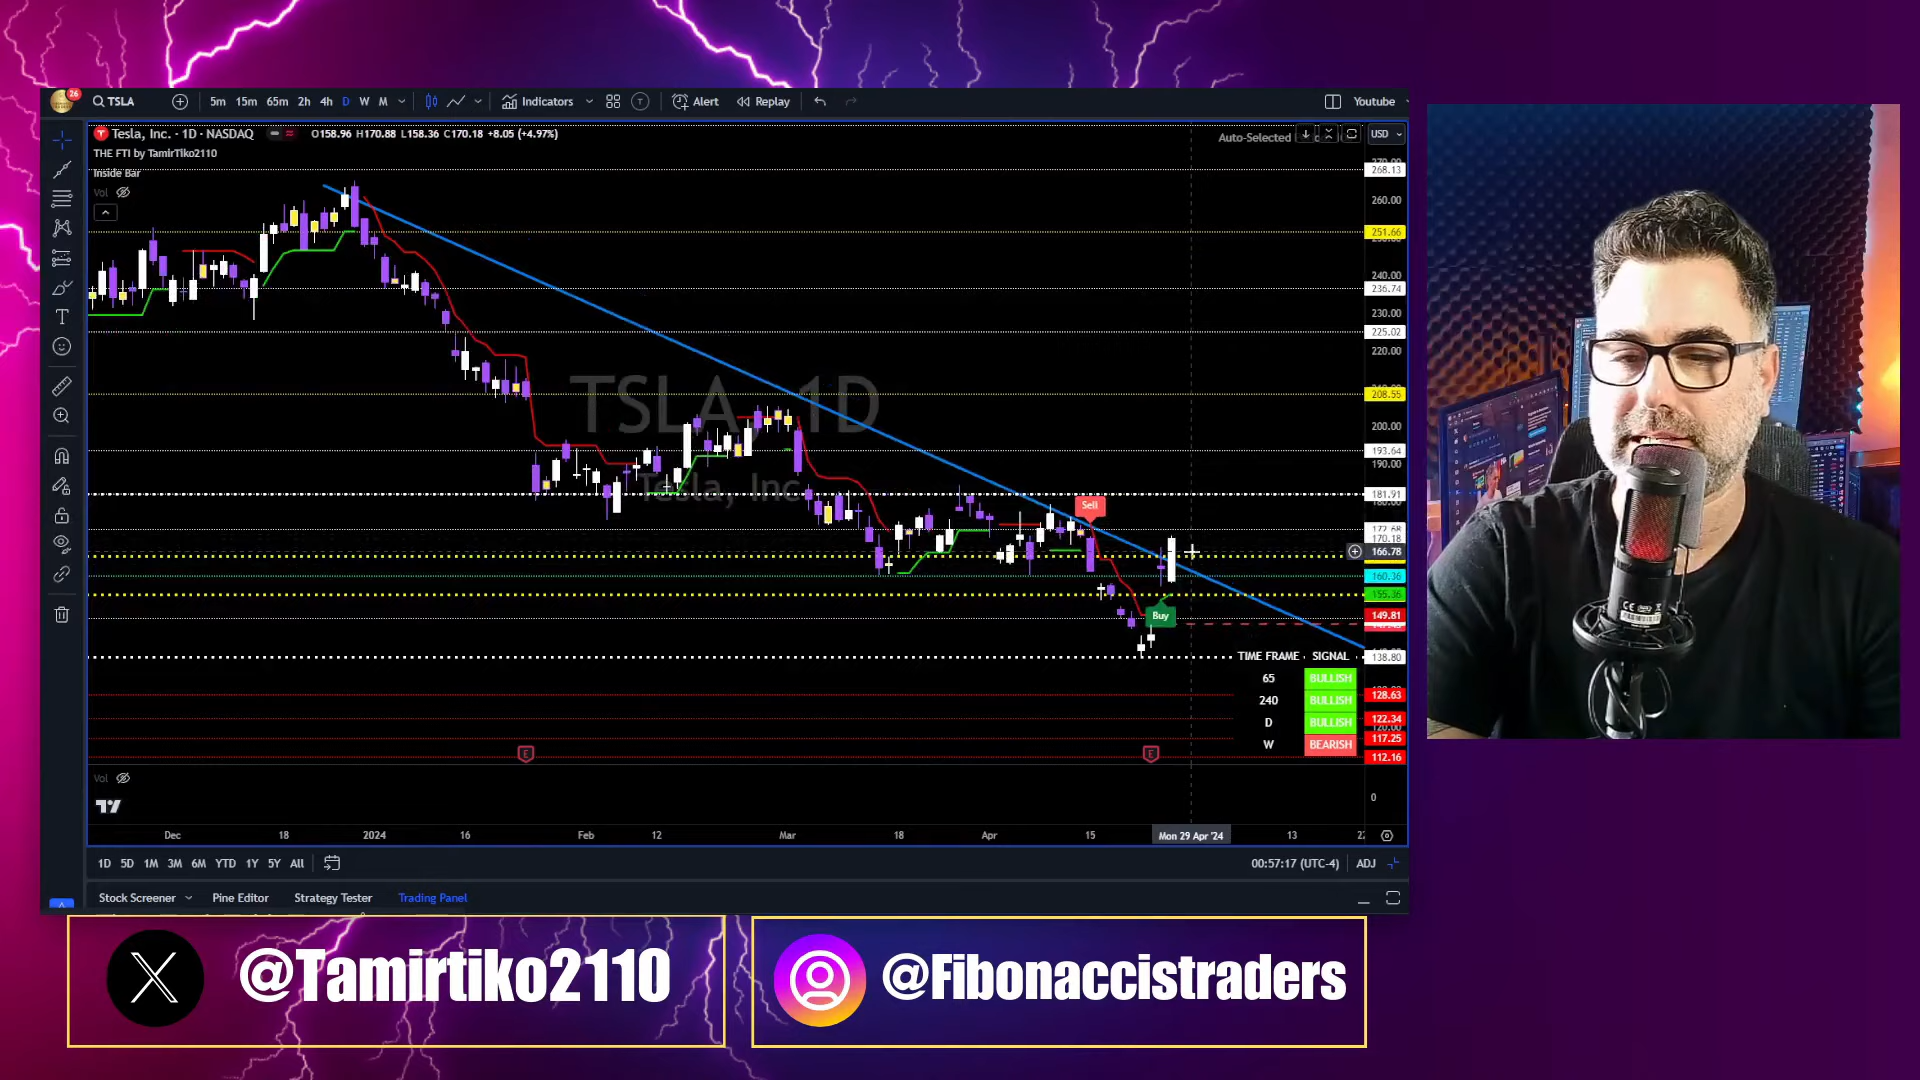 26
TSLA
5m 15m 65m 2h 4h D W M
Indicators
Alert
Replay
Youtube
Tesla, Inc. · 1D · NASDAQ
O158.96 H170.88 L158.36 C170.18 +8.05 (+4.97%)
Auto-Selected
USD
THE FTI by TamirTiko2110
Inside Bar
Vol
TSLA, 1D
Tesla, Inc.
Sell
Buy
268.13
260.00
251.66
240.00
236.74
230.00
225.02
220.00
208.55
200.00
193.64
190.00
181.91
172.68
170.18
166.78
160.36
155.36
149.81
138.80
128.63
122.34
117.25
112.16
TIME FRAME SIGNAL
65 BULLISH
240 BULLISH
D BULLISH
W BEARISH
E
E
Vol
0
Dec 18 2024 16 Feb 12 Mar 18 Apr 15 Mon 29 Apr '24 13
1D 5D 1M 3M 6M YTD 1Y 5Y All
00:57:17 (UTC-4) ADJ
Stock Screener Pine Editor Strategy Tester Trading Panel
@Tamirtiko2110
@Fibonaccistraders